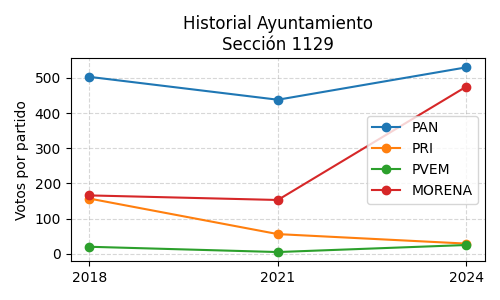 Historial Ayuntamiento
Sección 1129
Votos por partido
500
400
300
200
100
0
2018
2021
2024
PAN
PRI
PVEM
MORENA